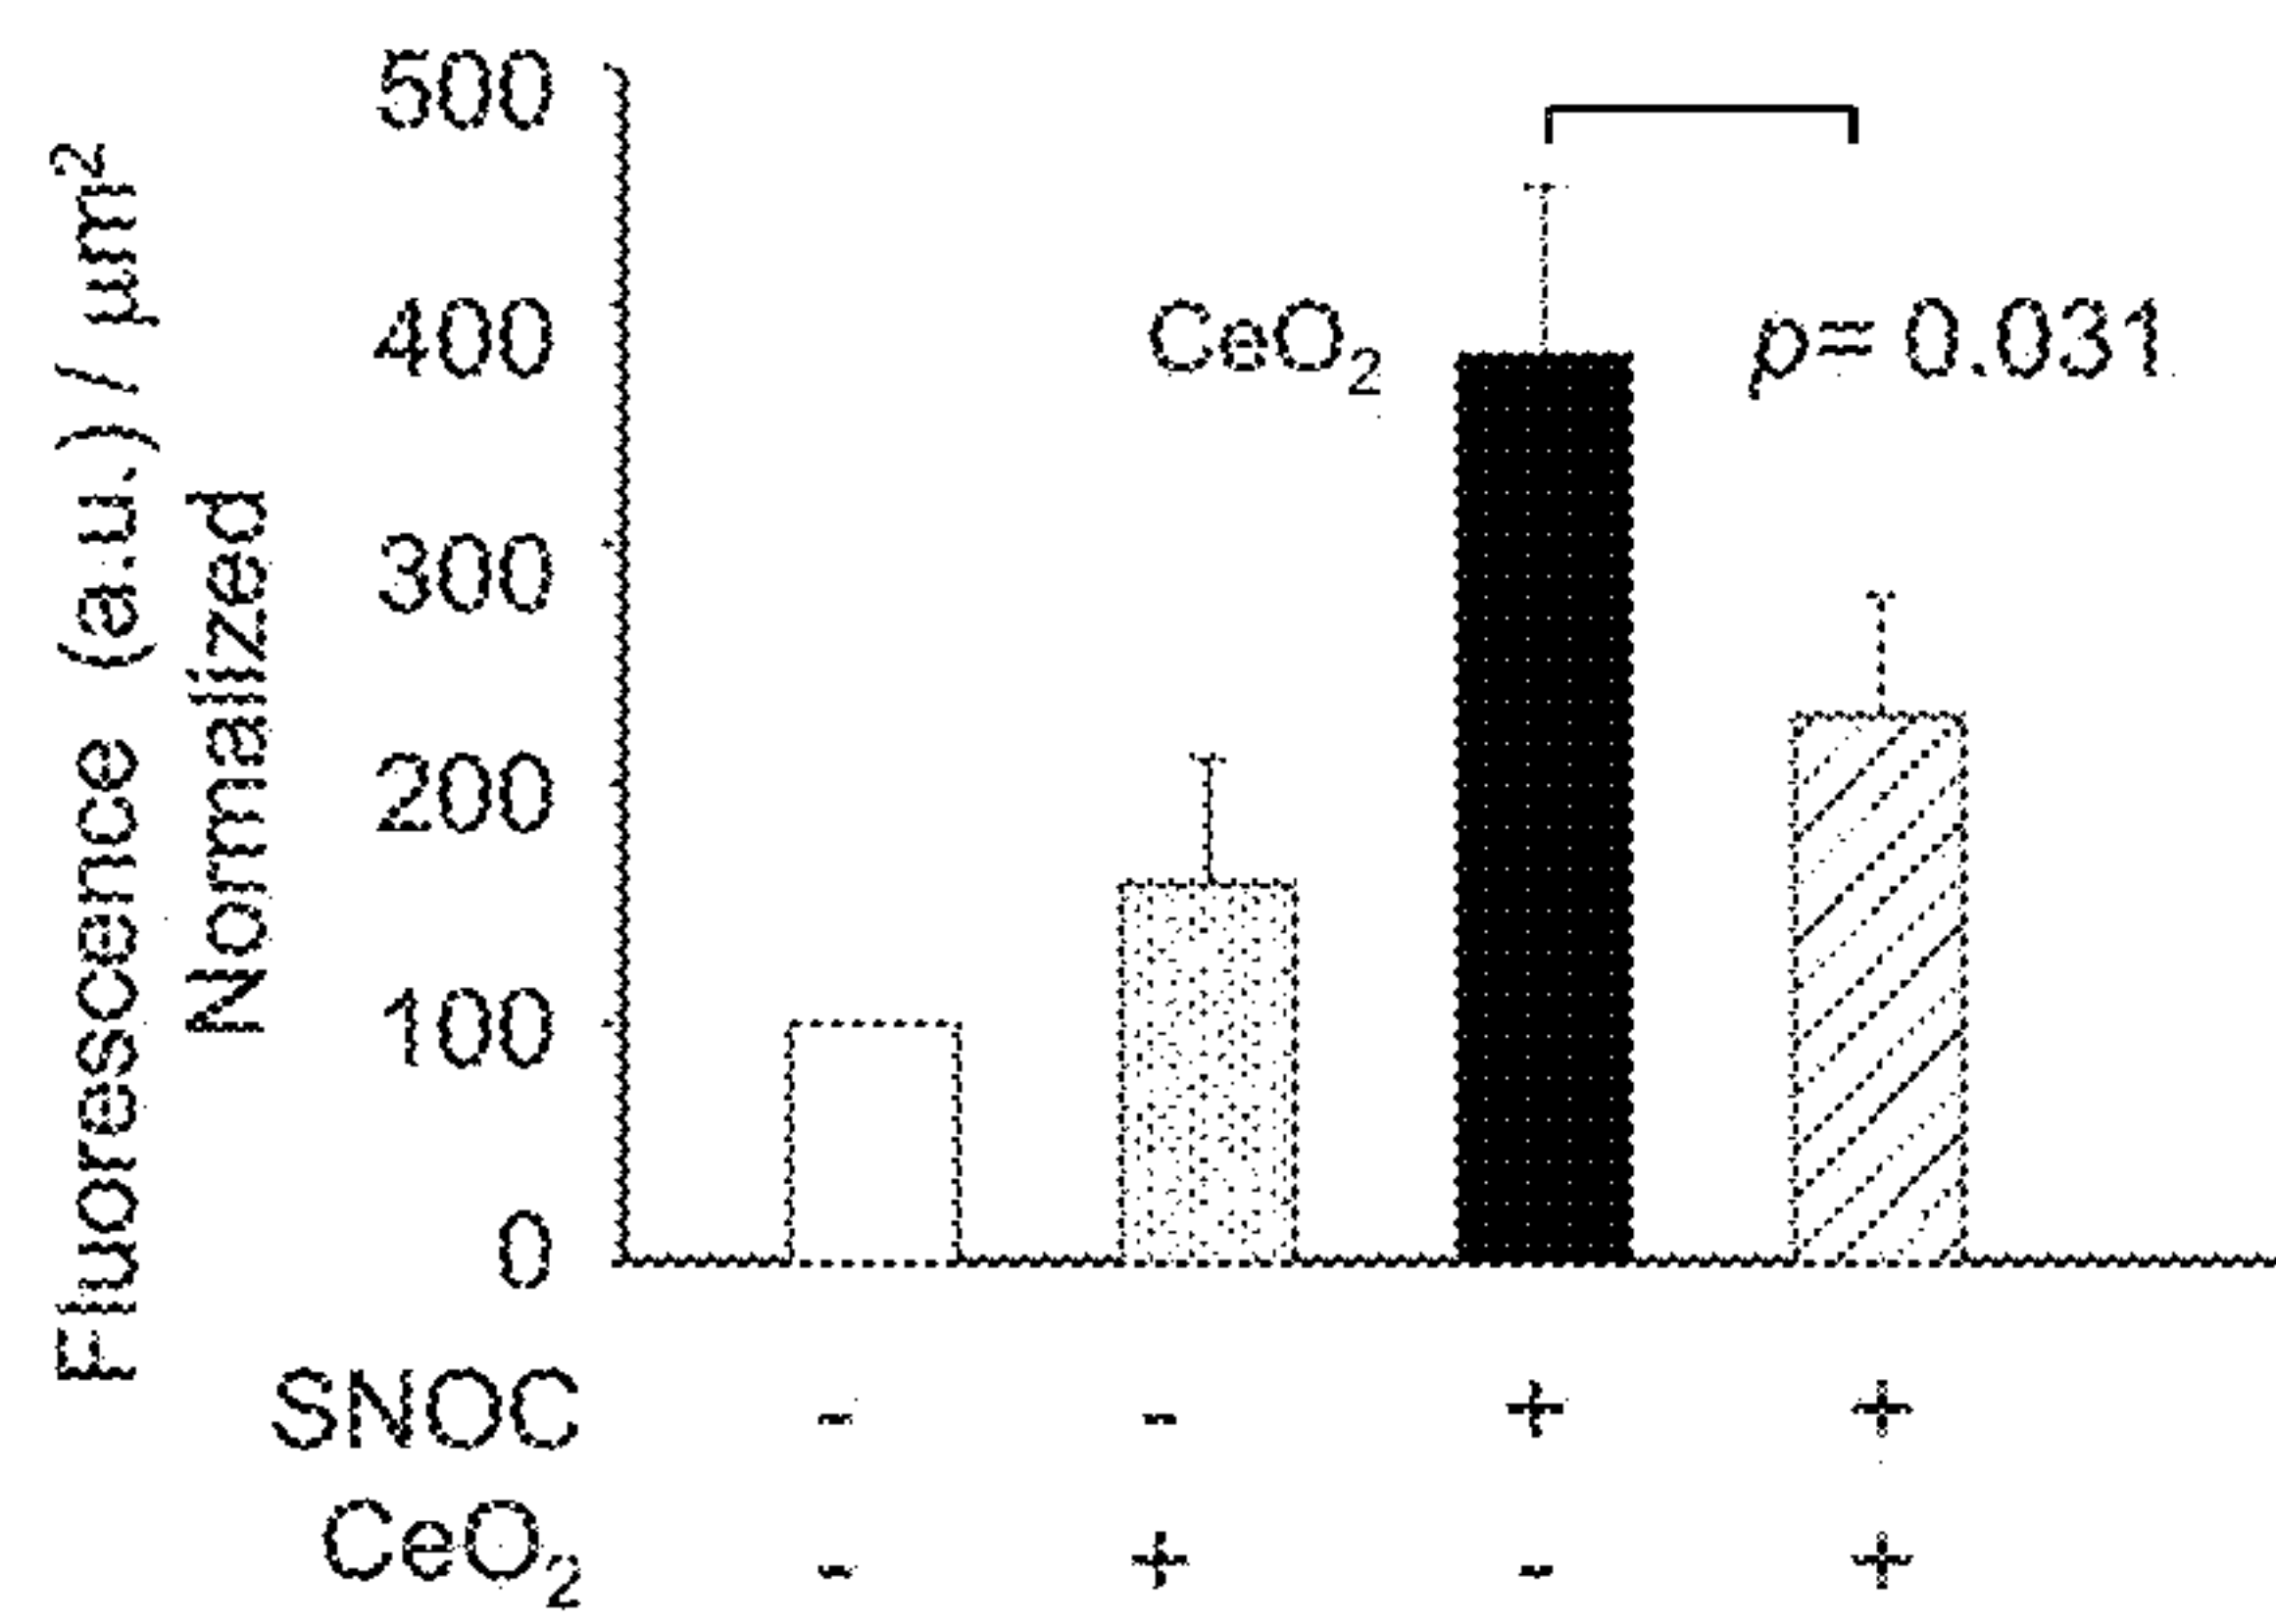 Fluorescence (a.u.) / µm²
Normalized
500
400
300
200
100
0
CeO₂
p= 0.031
SNOC - - + +
CeO₂ - + - +